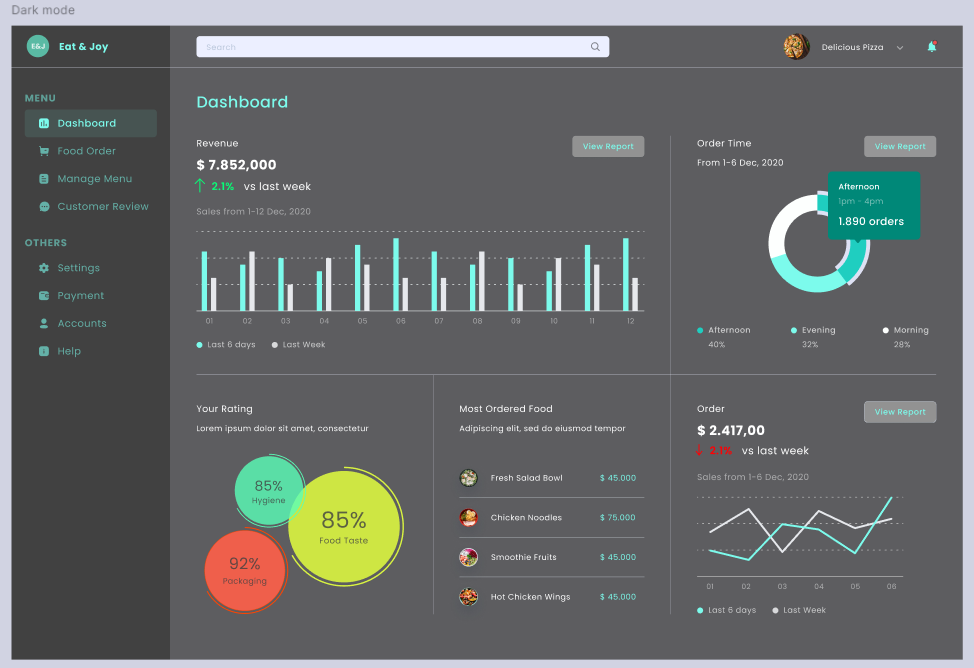 Dark mode
E&J
Eat & Joy
Search
Delicious Pizza
MENU
Dashboard
Food Order
Manage Menu
Customer Review
OTHERS
Settings
Payment
Accounts
Help
Dashboard
Revenue
View Report
$ 7.852,000
2.1% vs last week
Sales from 1-12 Dec, 2020
01 02 03 04 05 06 07 08 09 10 11 12
Last 6 days Last Week
Order Time
View Report
From 1-6 Dec, 2020
Afternoon
1pm - 4pm
1.890 orders
Afternoon Evening Morning
40% 32% 28%
Your Rating
Lorem ipsum dolor sit amet, consectetur
85%
Hygiene
85%
Food Taste
92%
Packaging
Most Ordered Food
Adipiscing elit, sed do eiusmod tempor
Fresh Salad Bowl $ 45.000
Chicken Noodles $ 75.000
Smoothie Fruits $ 45.000
Hot Chicken Wings $ 45.000
Order
View Report
$ 2.417,00
2.1% vs last week
Sales from 1-6 Dec, 2020
01 02 03 04 05 06
Last 6 days Last Week